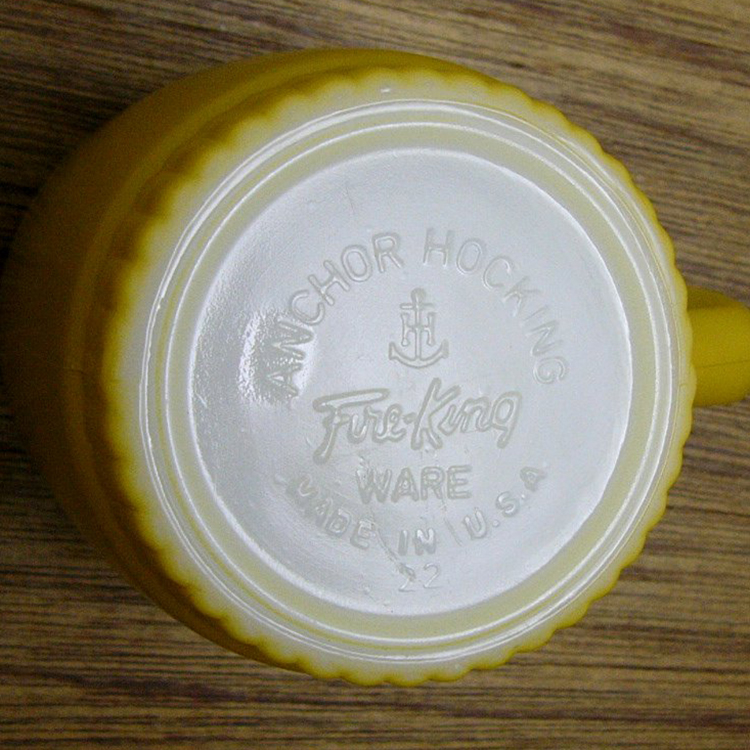 ANCHOR HOCKING
H
Fire-King
WARE
MADE IN U.S.A
22